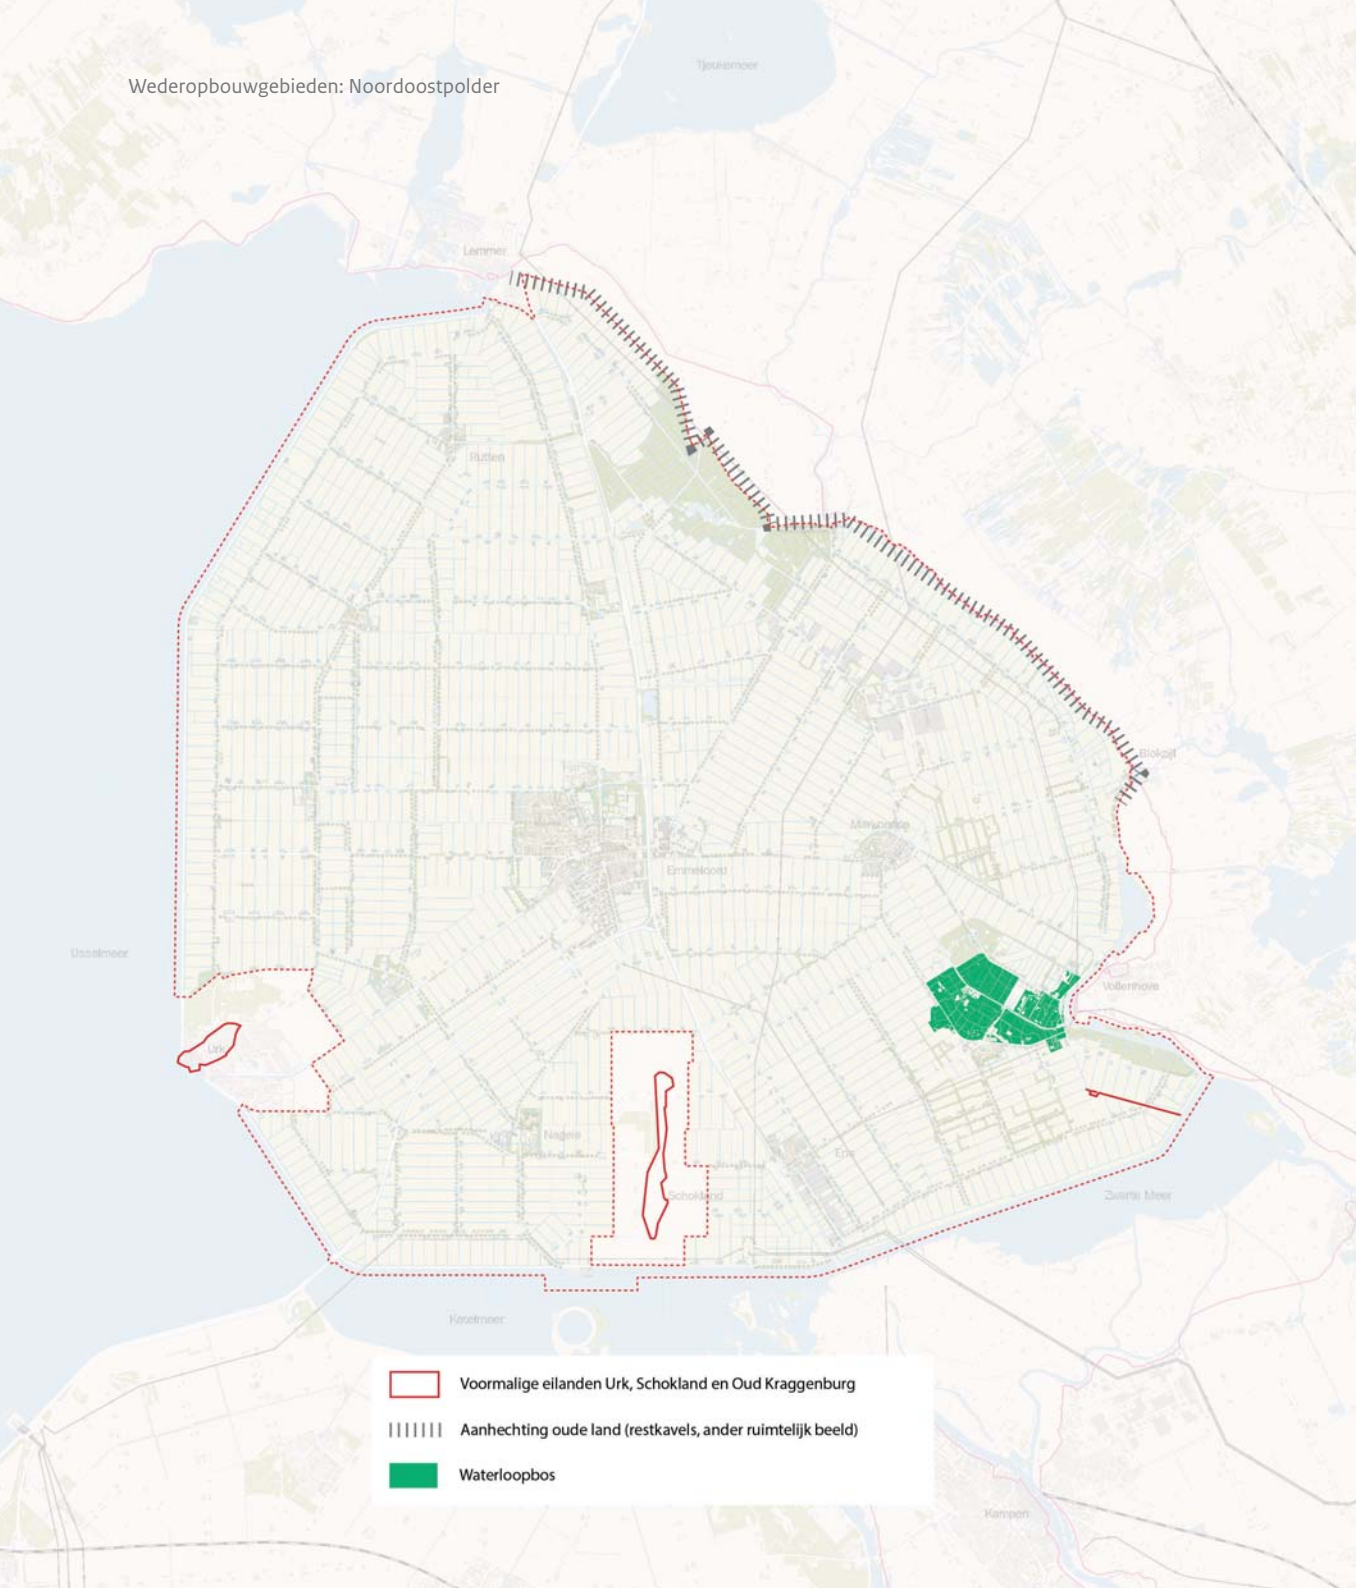 Wederopbouwgebieden: Noordoostpolder
Tjeukemeer
Lemmer
Rutten
Blokzijl
Marknesse
Emmeloord
IJsselmeer
Vollenhove
Urk
Nagele
Ens
Schokland
Zwarte Meer
Ketelmeer
Voormalige eilanden Urk, Schokland en Oud Kraggenburg
Aanhechting oude land (restkavels, ander ruimtelijk beeld)
Waterloopbos
Kampen